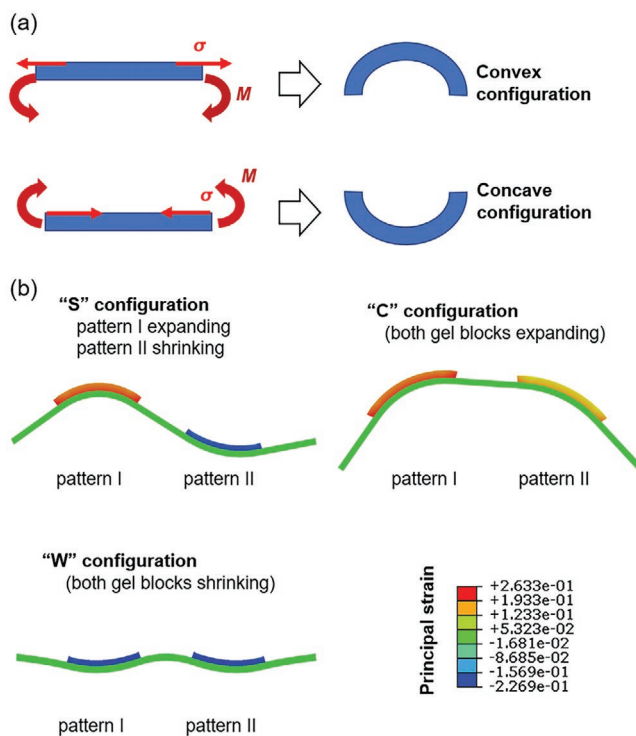 (a)
σ
M
Convex
configuration
M
σ
Concave
configuration
(b)
“S” configuration
pattern I expanding
pattern II shrinking
pattern I
pattern II
“C” configuration
(both gel blocks expanding)
pattern I
pattern II
“W” configuration
(both gel blocks shrinking)
pattern I
pattern II
Principal strain
+2.633e-01
+1.933e-01
+1.233e-01
+5.323e-02
-1.681e-02
-8.685e-02
-1.569e-01
-2.269e-01